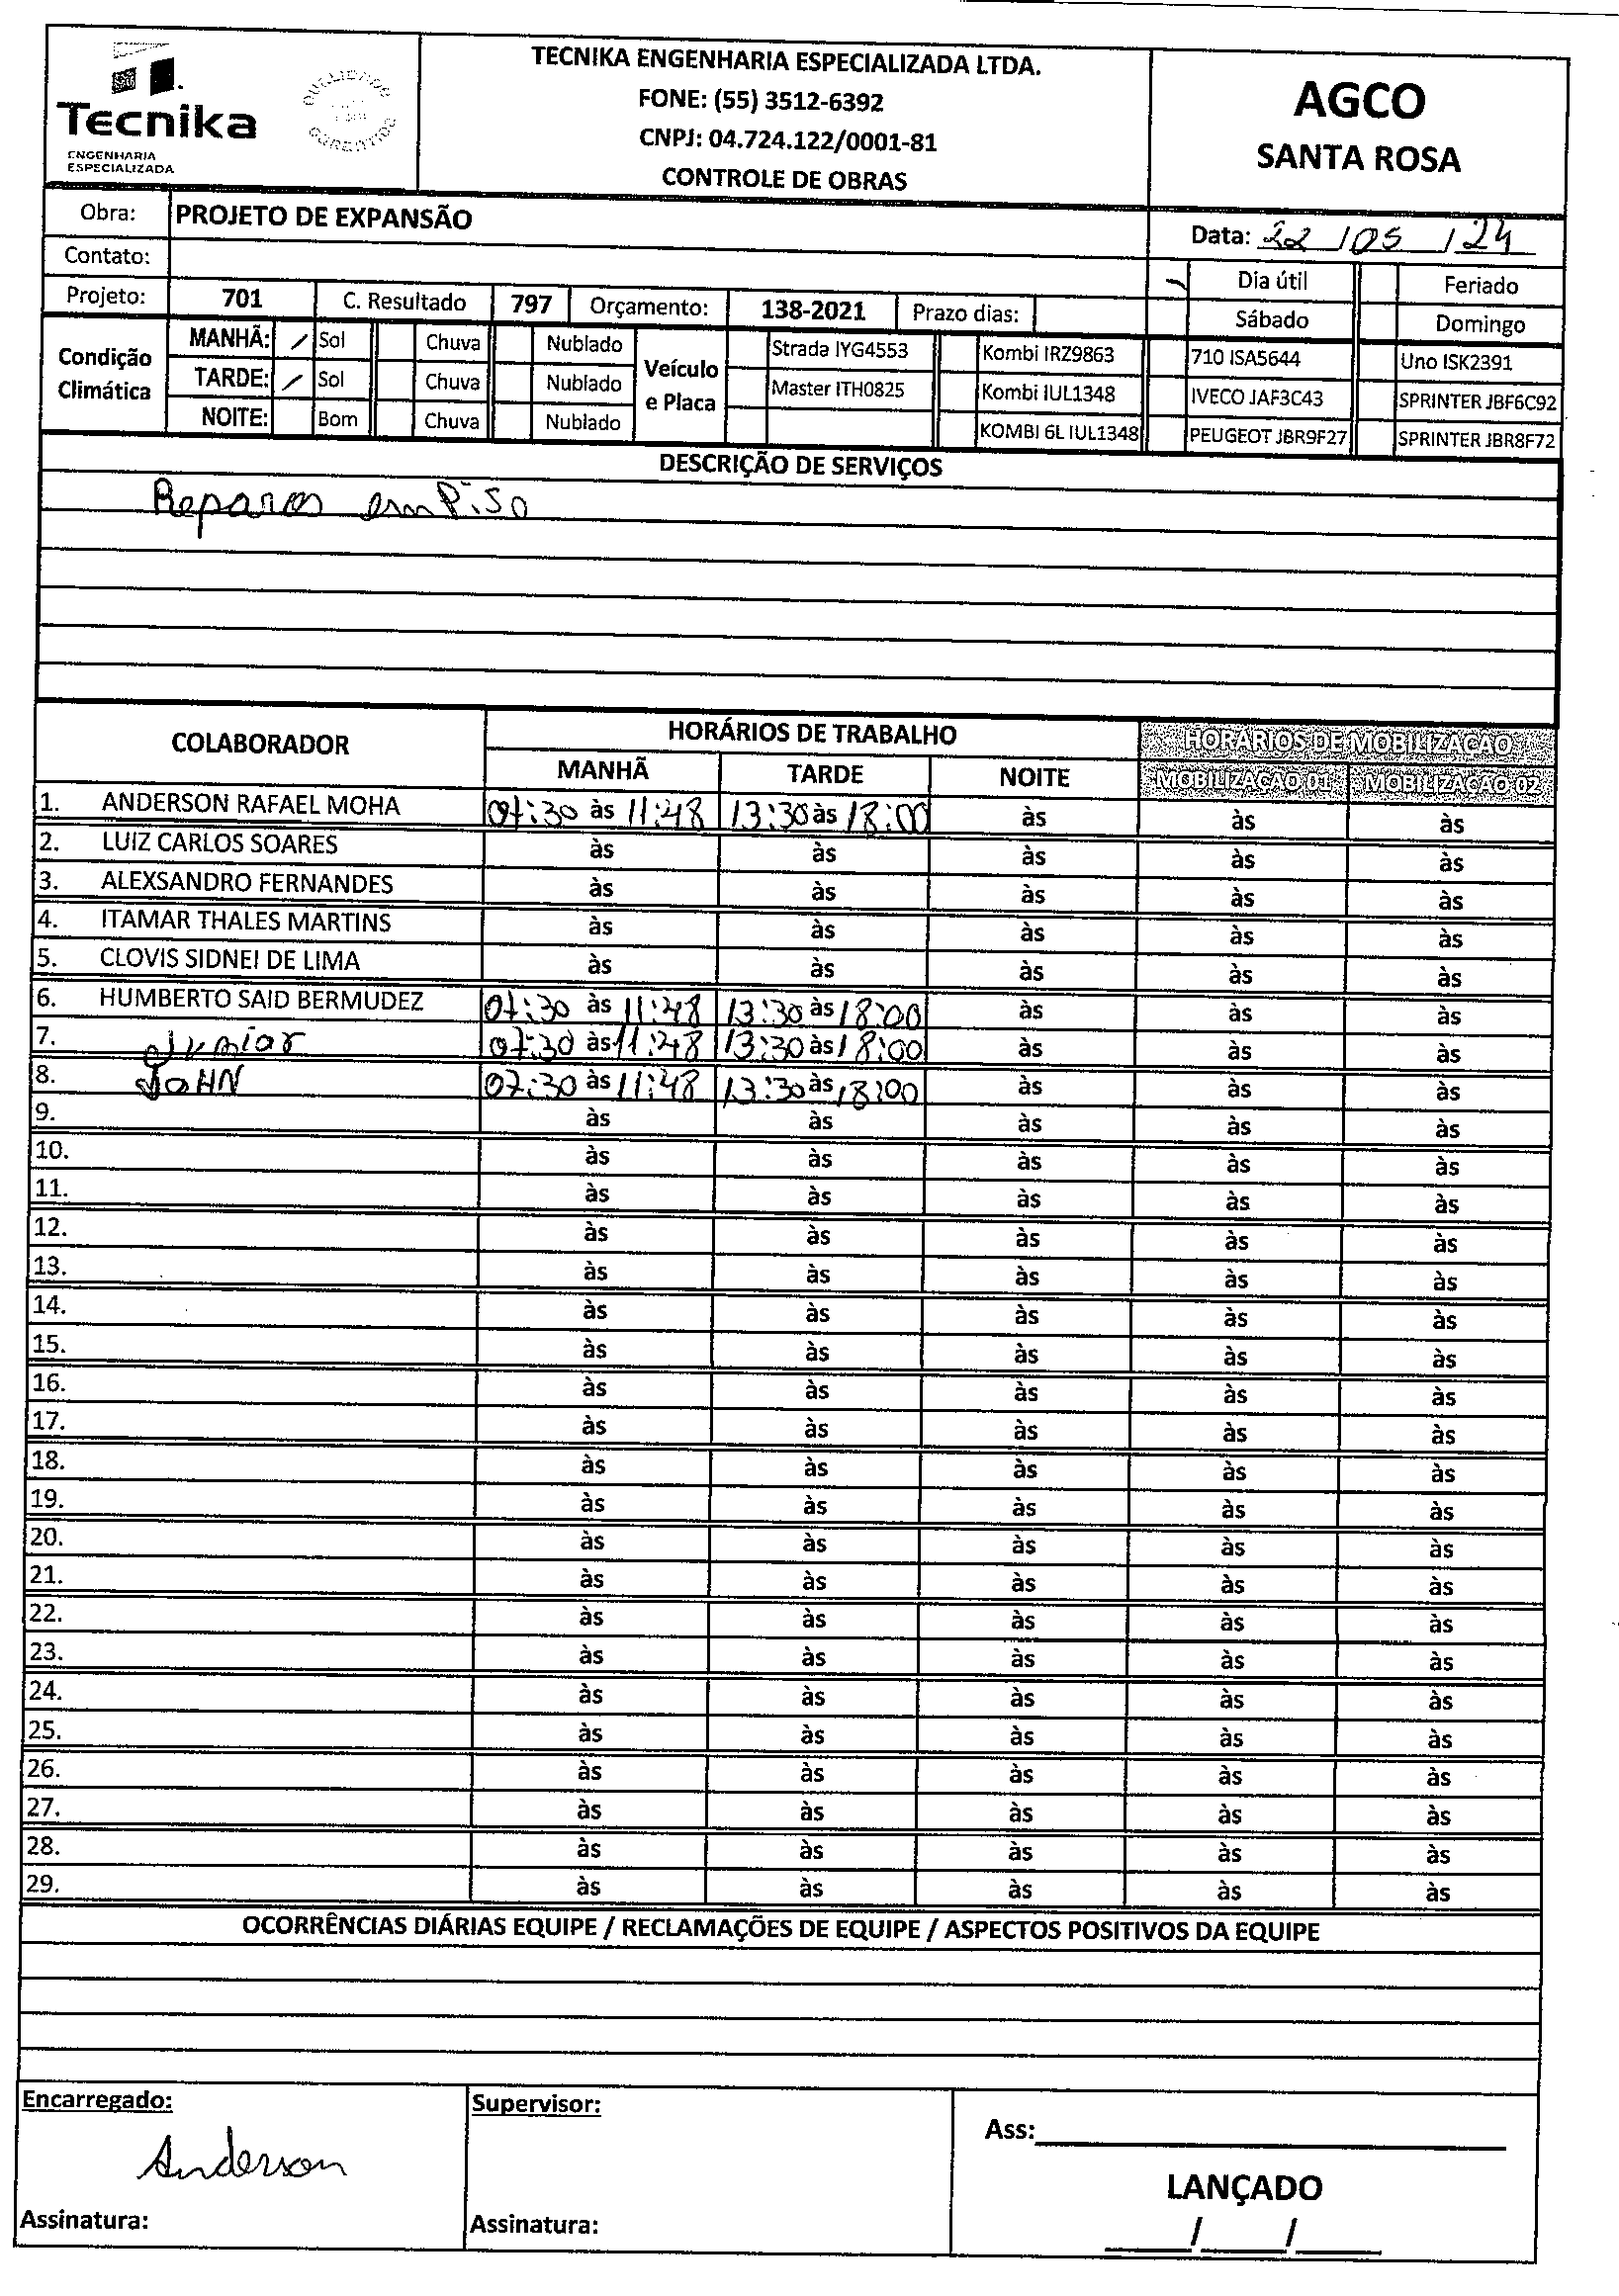 Tecnika
ENGENHARIA
ESPECIALIZADA
TECNIKA ENGENHARIA ESPECIALIZADA LTDA.
FONE: (55) 3512-6392
CNPJ: 04.724.122/0001-81
CONTROLE DE OBRAS
AGCO
SANTA ROSA
Obra: PROJETO DE EXPANSÃO
Data: 22 / 05 / 24
Contato:
Dia útil Feriado
Projeto: 701 C. Resultado 797 Orçamento: 138-2021 Prazo dias:
Sábado Domingo
Condição Climática
MANHÃ: / Sol Chuva Nublado
TARDE: / Sol Chuva Nublado
NOITE: Bom Chuva Nublado
Veículo e Placa
Strada IYG4553 Kombi IRZ9863 710 ISA5644 Uno ISK2391
Master ITH0825 Kombi IUL1348 IVECO JAF3C43 SPRINTER JBF6C92
KOMBI 6L IUL1348 PEUGEOT JBR9F27 SPRINTER JBR8F72
DESCRIÇÃO DE SERVIÇOS
Reparos em Piso
COLABORADOR HORÁRIOS DE TRABALHO HORÁRIOS DE MOBILIZAÇÃO
MANHÃ TARDE NOITE MOBILIZAÇÃO 01 MOBILIZAÇÃO 02
1. ANDERSON RAFAEL MOHA 07:30 às 11:48 13:30 às 18:00 às às às
2. LUIZ CARLOS SOARES às às às às às
3. ALEXSANDRO FERNANDES às às às às às
4. ITAMAR THALES MARTINS às às às às às
5. CLOVIS SIDNEI DE LIMA às às às às às
6. HUMBERTO SAID BERMUDEZ 07:30 às 11:48 13:30 às 18:00 às às às
7. Junior 07:30 às 11:48 13:30 às 18:00 às às às
8. JoHN 07:30 às 11:48 13:30 às 18:00 às às às
9. às às às às às
10. às às às às às
11. às às às às às
12. às às às às às
13. às às às às às
14. às às às às às
15. às às às às às
16. às às às às às
17. às às às às às
18. às às às às às
19. às às às às às
20. às às às às às
21. às às às às às
22. às às às às às
23. às às às às às
24. às às às às às
25. às às às às às
26. às às às às às
27. às às às às às
28. às às às às às
29. às às às às às
OCORRÊNCIAS DIÁRIAS EQUIPE / RECLAMAÇÕES DE EQUIPE / ASPECTOS POSITIVOS DA EQUIPE
Encarregado:
Anderson
Assinatura:
Supervisor:
Assinatura:
Ass:
LANÇADO
/ /